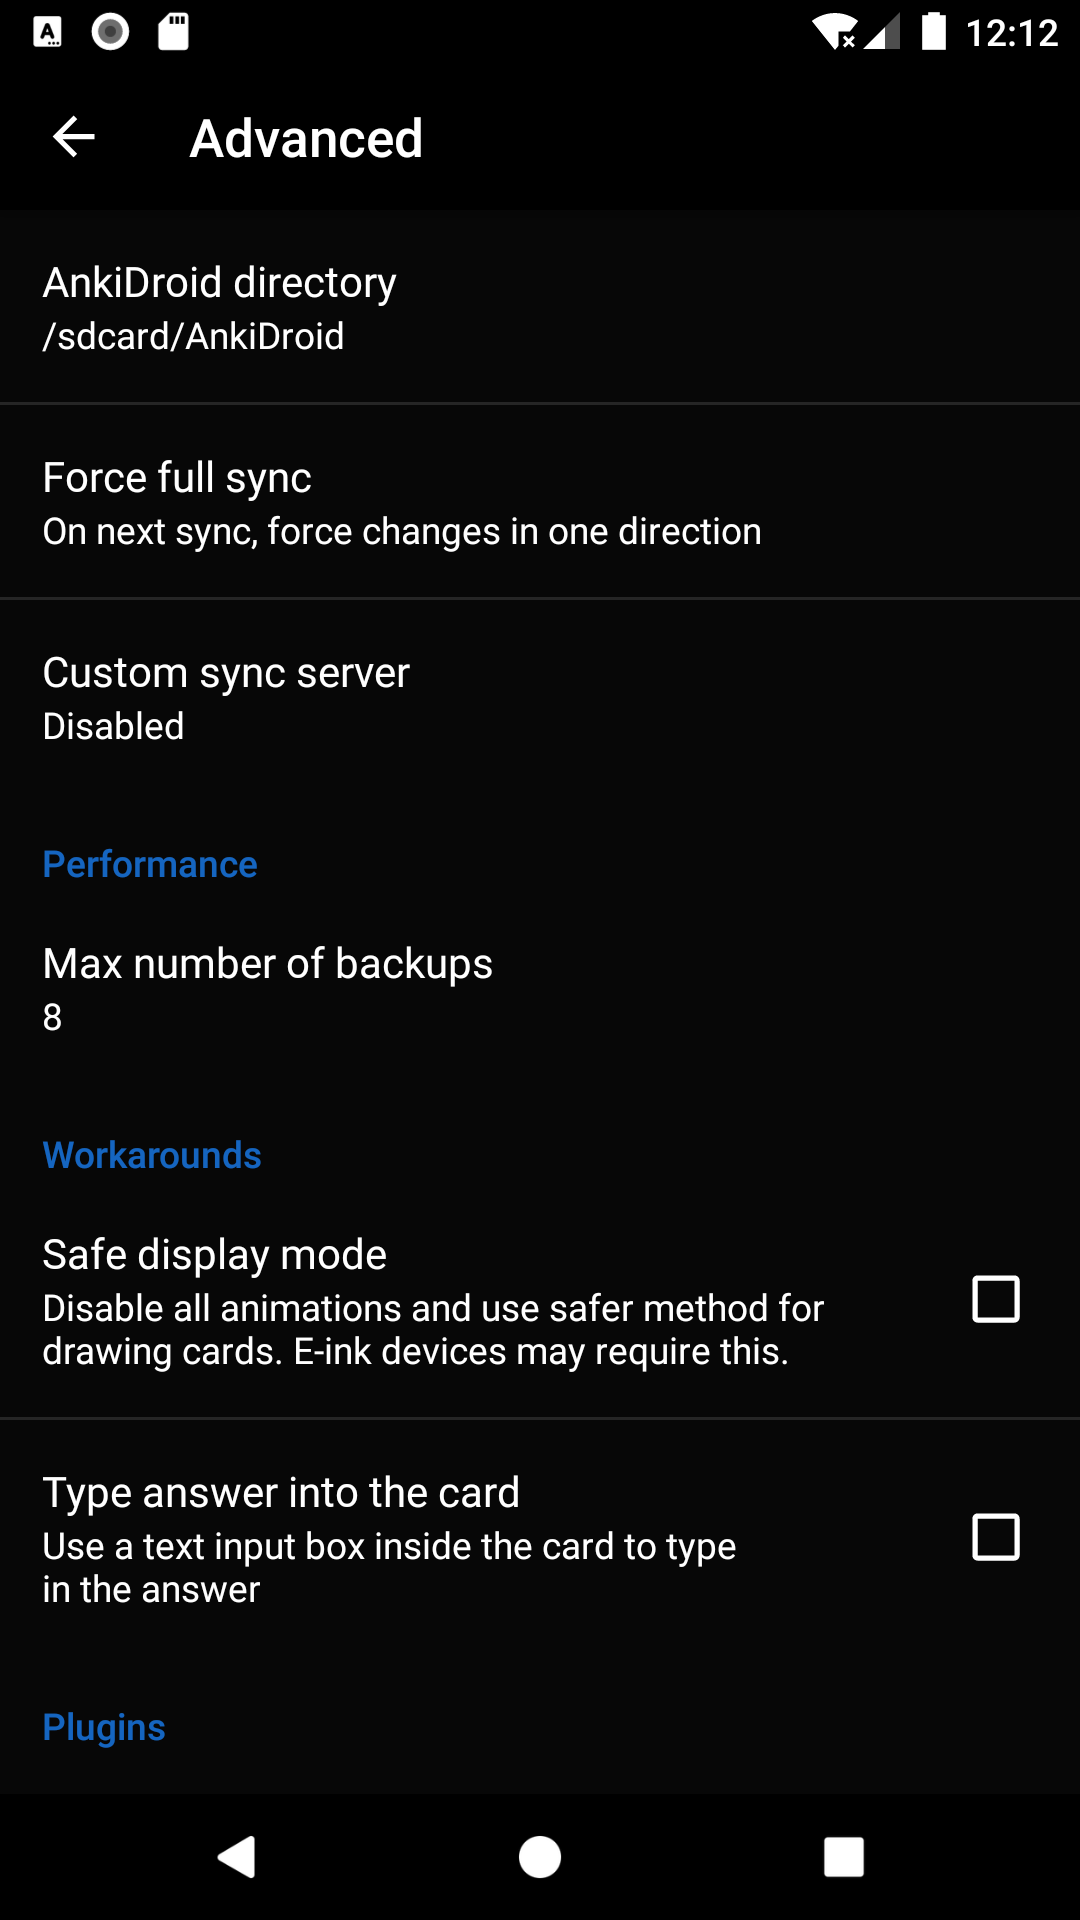 12:12
Advanced
AnkiDroid directory
/sdcard/AnkiDroid
Force full sync
On next sync, force changes in one direction
Custom sync server
Disabled
Performance
Max number of backups
8
Workarounds
Safe display mode
Disable all animations and use safer method for
drawing cards. E-ink devices may require this.
Type answer into the card
Use a text input box inside the card to type
in the answer
Plugins